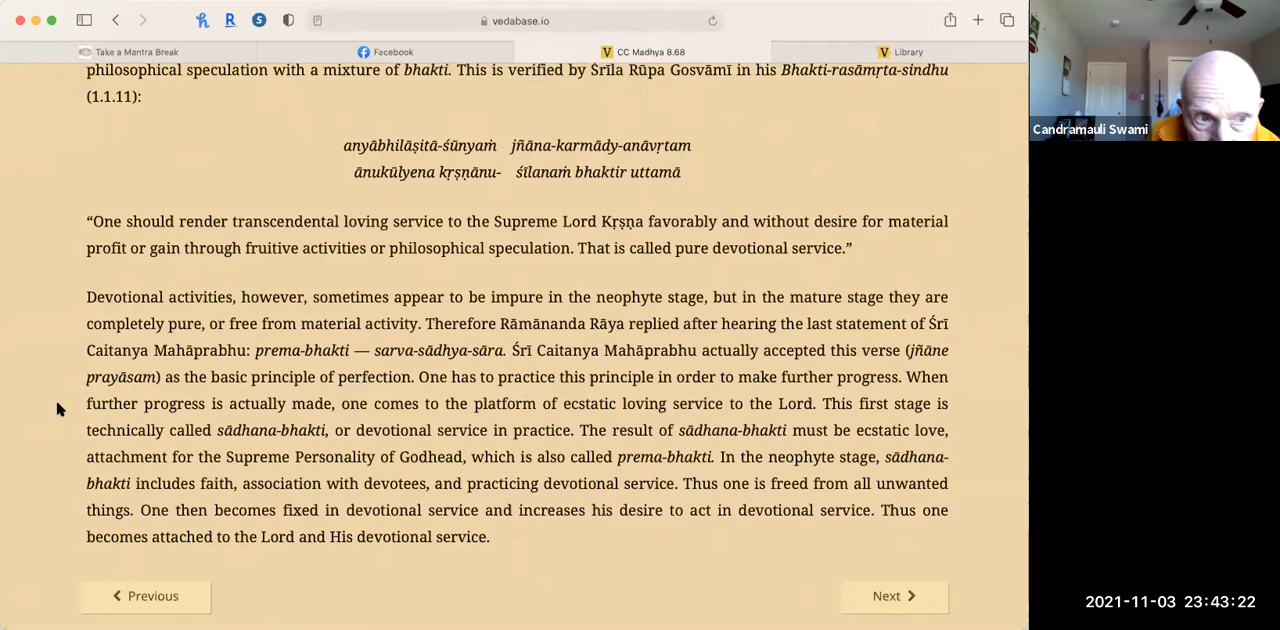 vedabase.io
Take a Mantra Break
Facebook
CC Madhya 8.68
Library
philosophical speculation with a mixture of bhakti. This is verified by Śrīla Rūpa Gosvāmī in his Bhakti-rasāmṛta-sindhu
(1.1.11):
anyābhilāṣitā-śūnyaṁ jñāna-karmādy-anāvṛtam
ānukūlyena kṛṣṇānu- śīlanaṁ bhaktir uttamā
“One should render transcendental loving service to the Supreme Lord Kṛṣṇa favorably and without desire for material
profit or gain through fruitive activities or philosophical speculation. That is called pure devotional service.”
Devotional activities, however, sometimes appear to be impure in the neophyte stage, but in the mature stage they are
completely pure, or free from material activity. Therefore Rāmānanda Rāya replied after hearing the last statement of Śrī
Caitanya Mahāprabhu: prema-bhakti — sarva-sādhya-sāra. Śrī Caitanya Mahāprabhu actually accepted this verse (jñāne
prayāsam) as the basic principle of perfection. One has to practice this principle in order to make further progress. When
further progress is actually made, one comes to the platform of ecstatic loving service to the Lord. This first stage is
technically called sādhana-bhakti, or devotional service in practice. The result of sādhana-bhakti must be ecstatic love,
attachment for the Supreme Personality of Godhead, which is also called prema-bhakti. In the neophyte stage, sādhana-
bhakti includes faith, association with devotees, and practicing devotional service. Thus one is freed from all unwanted
things. One then becomes fixed in devotional service and increases his desire to act in devotional service. Thus one
becomes attached to the Lord and His devotional service.
Previous
Next
Candramauli Swami
2021-11-03 23:43:22